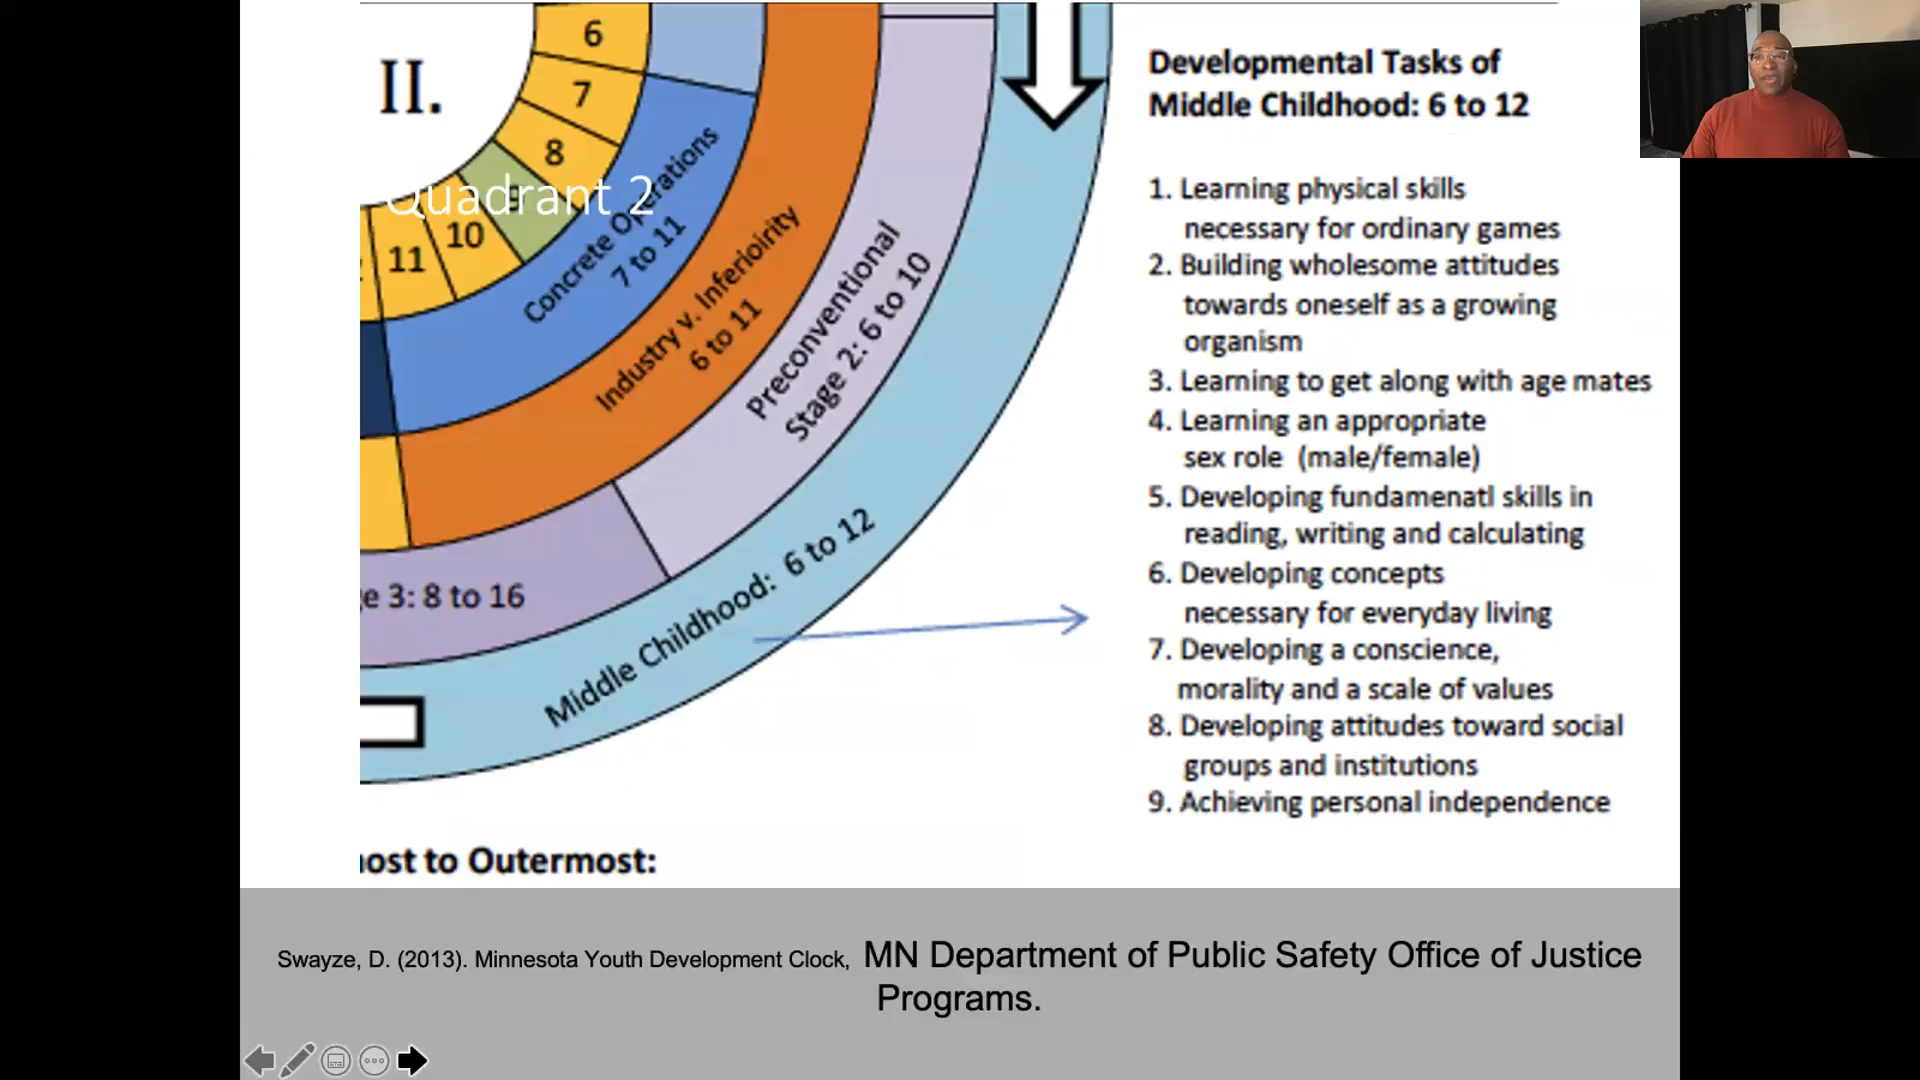 II.
Quadrant 2
6
7
8
9
10
11
Concrete Operations
7 to 11
Industry v. Inferioirity
6 to 11
Preconventional
Stage 2: 6 to 10
3: 8 to 16
Middle Childhood: 6 to 12
Developmental Tasks of
Middle Childhood: 6 to 12
1. Learning physical skills
necessary for ordinary games
2. Building wholesome attitudes
towards oneself as a growing
organism
3. Learning to get along with age mates
4. Learning an appropriate
sex role (male/female)
5. Developing fundamenatl skills in
reading, writing and calculating
6. Developing concepts
necessary for everyday living
7. Developing a conscience,
morality and a scale of values
8. Developing attitudes toward social
groups and institutions
9. Achieving personal independence
to Outermost:
Swayze, D. (2013). Minnesota Youth Development Clock, MN Department of Public Safety Office of Justice
Programs.